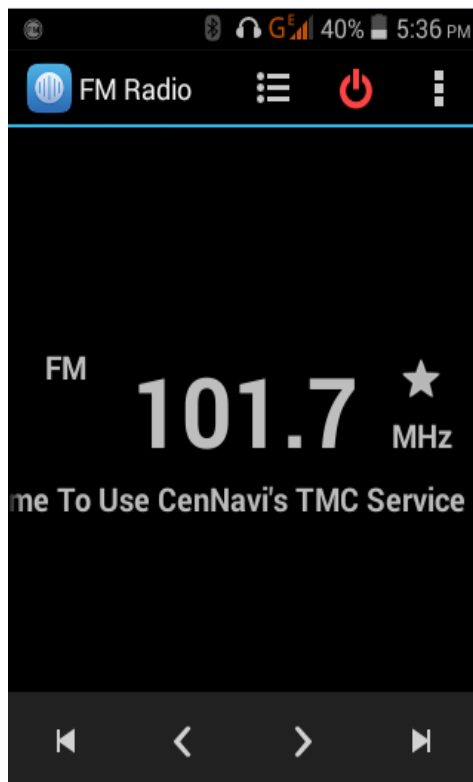 G E 40% 5:36 PM
FM Radio
FM
101.7
MHz
me To Use CenNavi's TMC Service